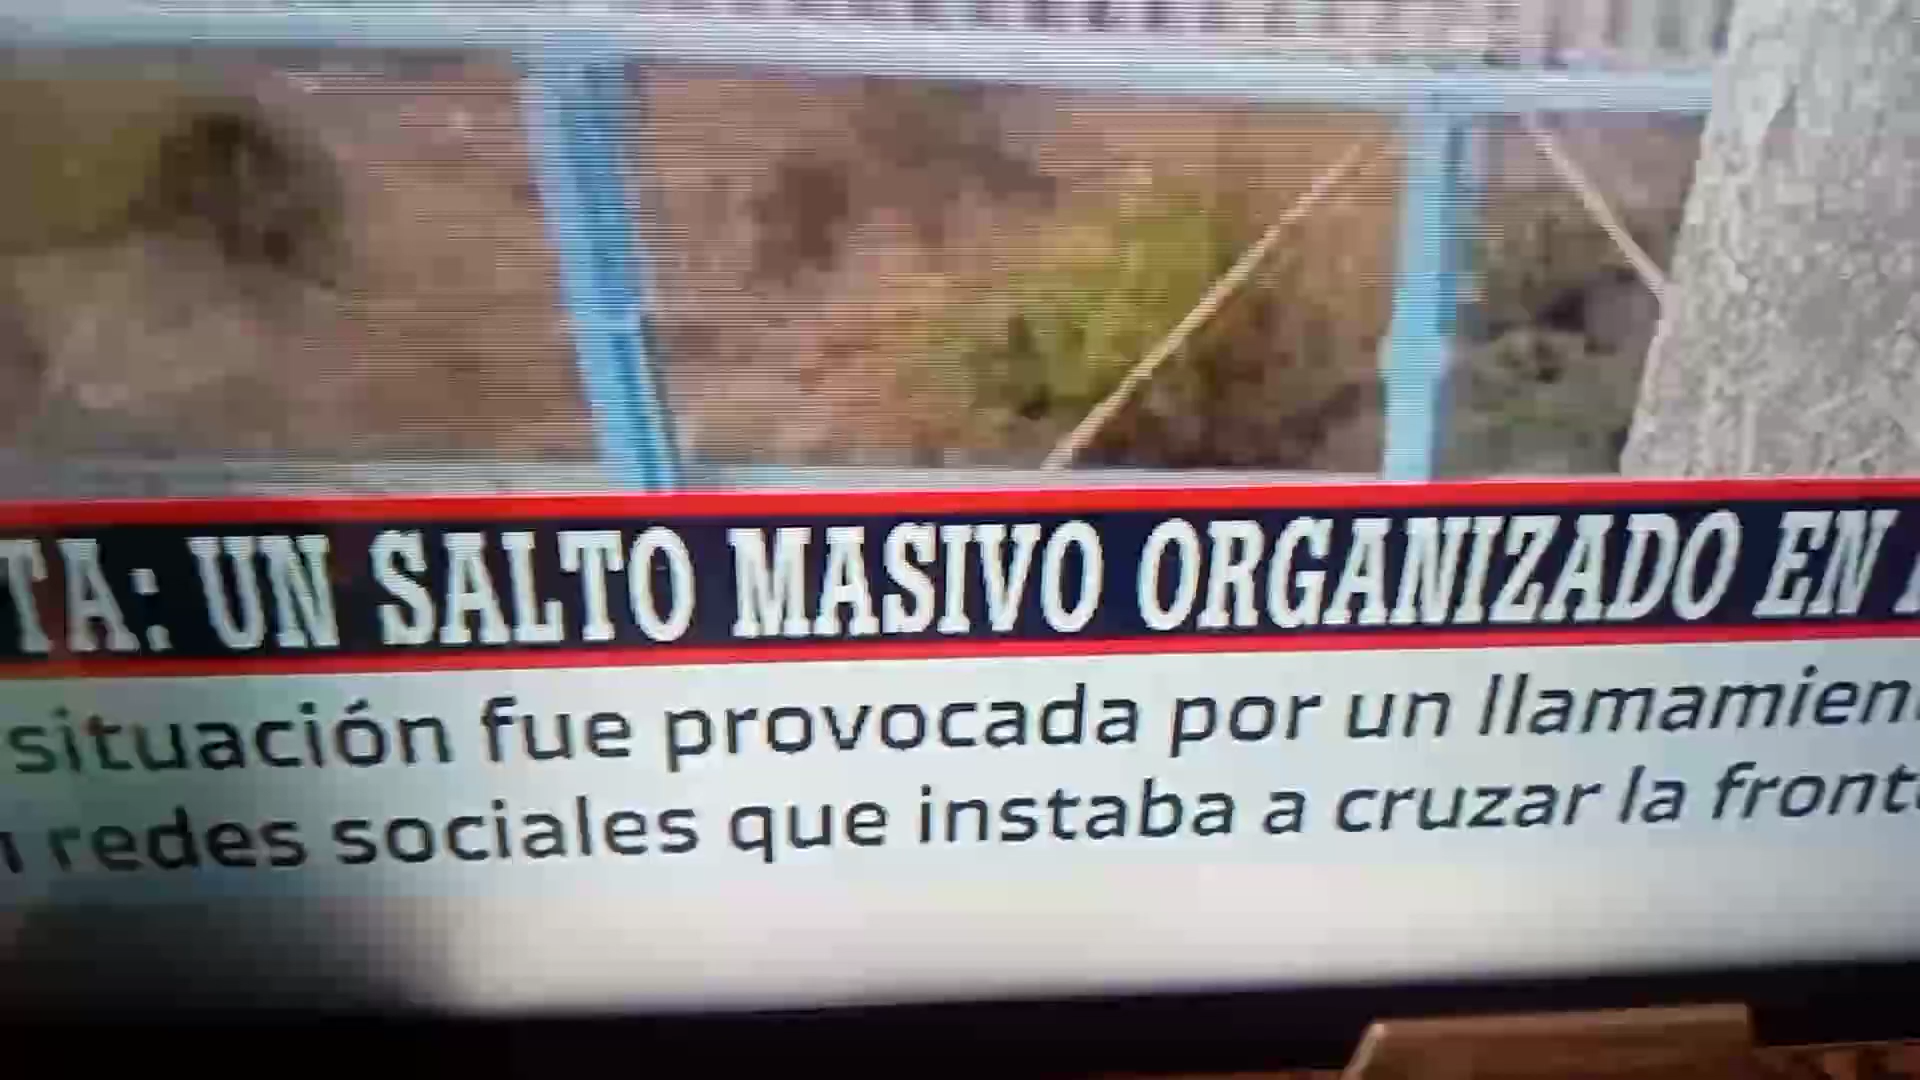 TA: UN SALTO MASIVO ORGANIZADO EN
situación fue provocada por un llamamien
redes sociales que instaba a cruzar la front